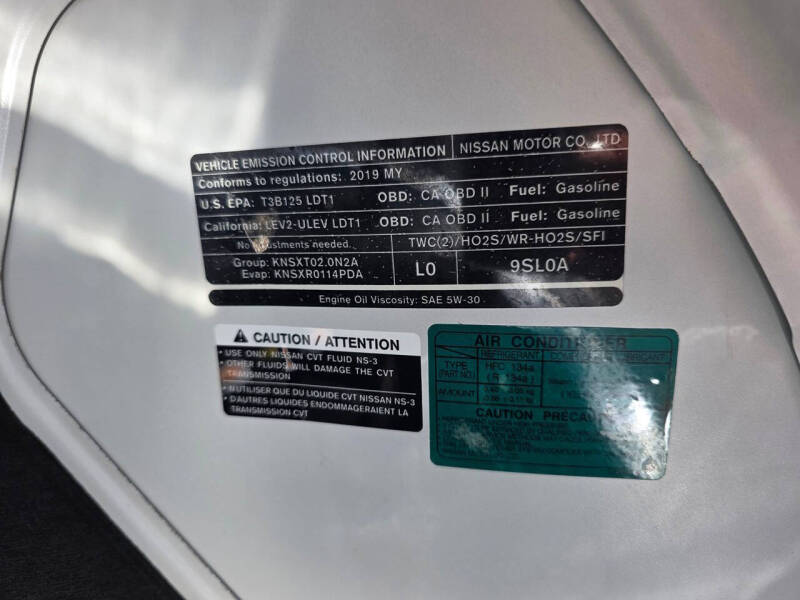 VEHICLE EMISSION CONTROL INFORMATION NISSAN MOTOR CO., LTD
Conforms to regulations: 2019 MY
U.S. EPA: T3B125 LDT1 OBD: CA OBD II Fuel: Gasoline
California: LEV2-ULEV LDT1 OBD: CA OBD II Fuel: Gasoline
No adjustments needed. TWC(2)/HO2S/WR-HO2S/SFI
Group: KNSXT02.0N2A
Evap: KNSXR0114PDA
L0 9SL0A
Engine Oil Viscosity: SAE 5W-30
CAUTION / ATTENTION
• USE ONLY NISSAN CVT FLUID NS-3
• OTHER FLUIDS WILL DAMAGE THE CVT
TRANSMISSION
• N'UTILISER QUE DU LIQUIDE CVT NISSAN NS-3
• D'AUTRES LIQUIDES ENDOMMAGERAIENT LA
TRANSMISSION CVT
AIR CONDITIONER
REFRIGERANT LUBRICANT
TYPE HFC 134a
(PART NO.) (R 134a)
AMOUNT
CAUTION